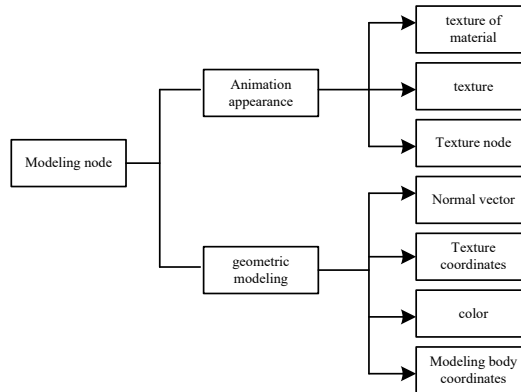 Modeling node
Animation
appearance
geometric
modeling
texture of
material
texture
Texture node
Normal vector
Texture
coordinates
color
Modeling body
coordinates